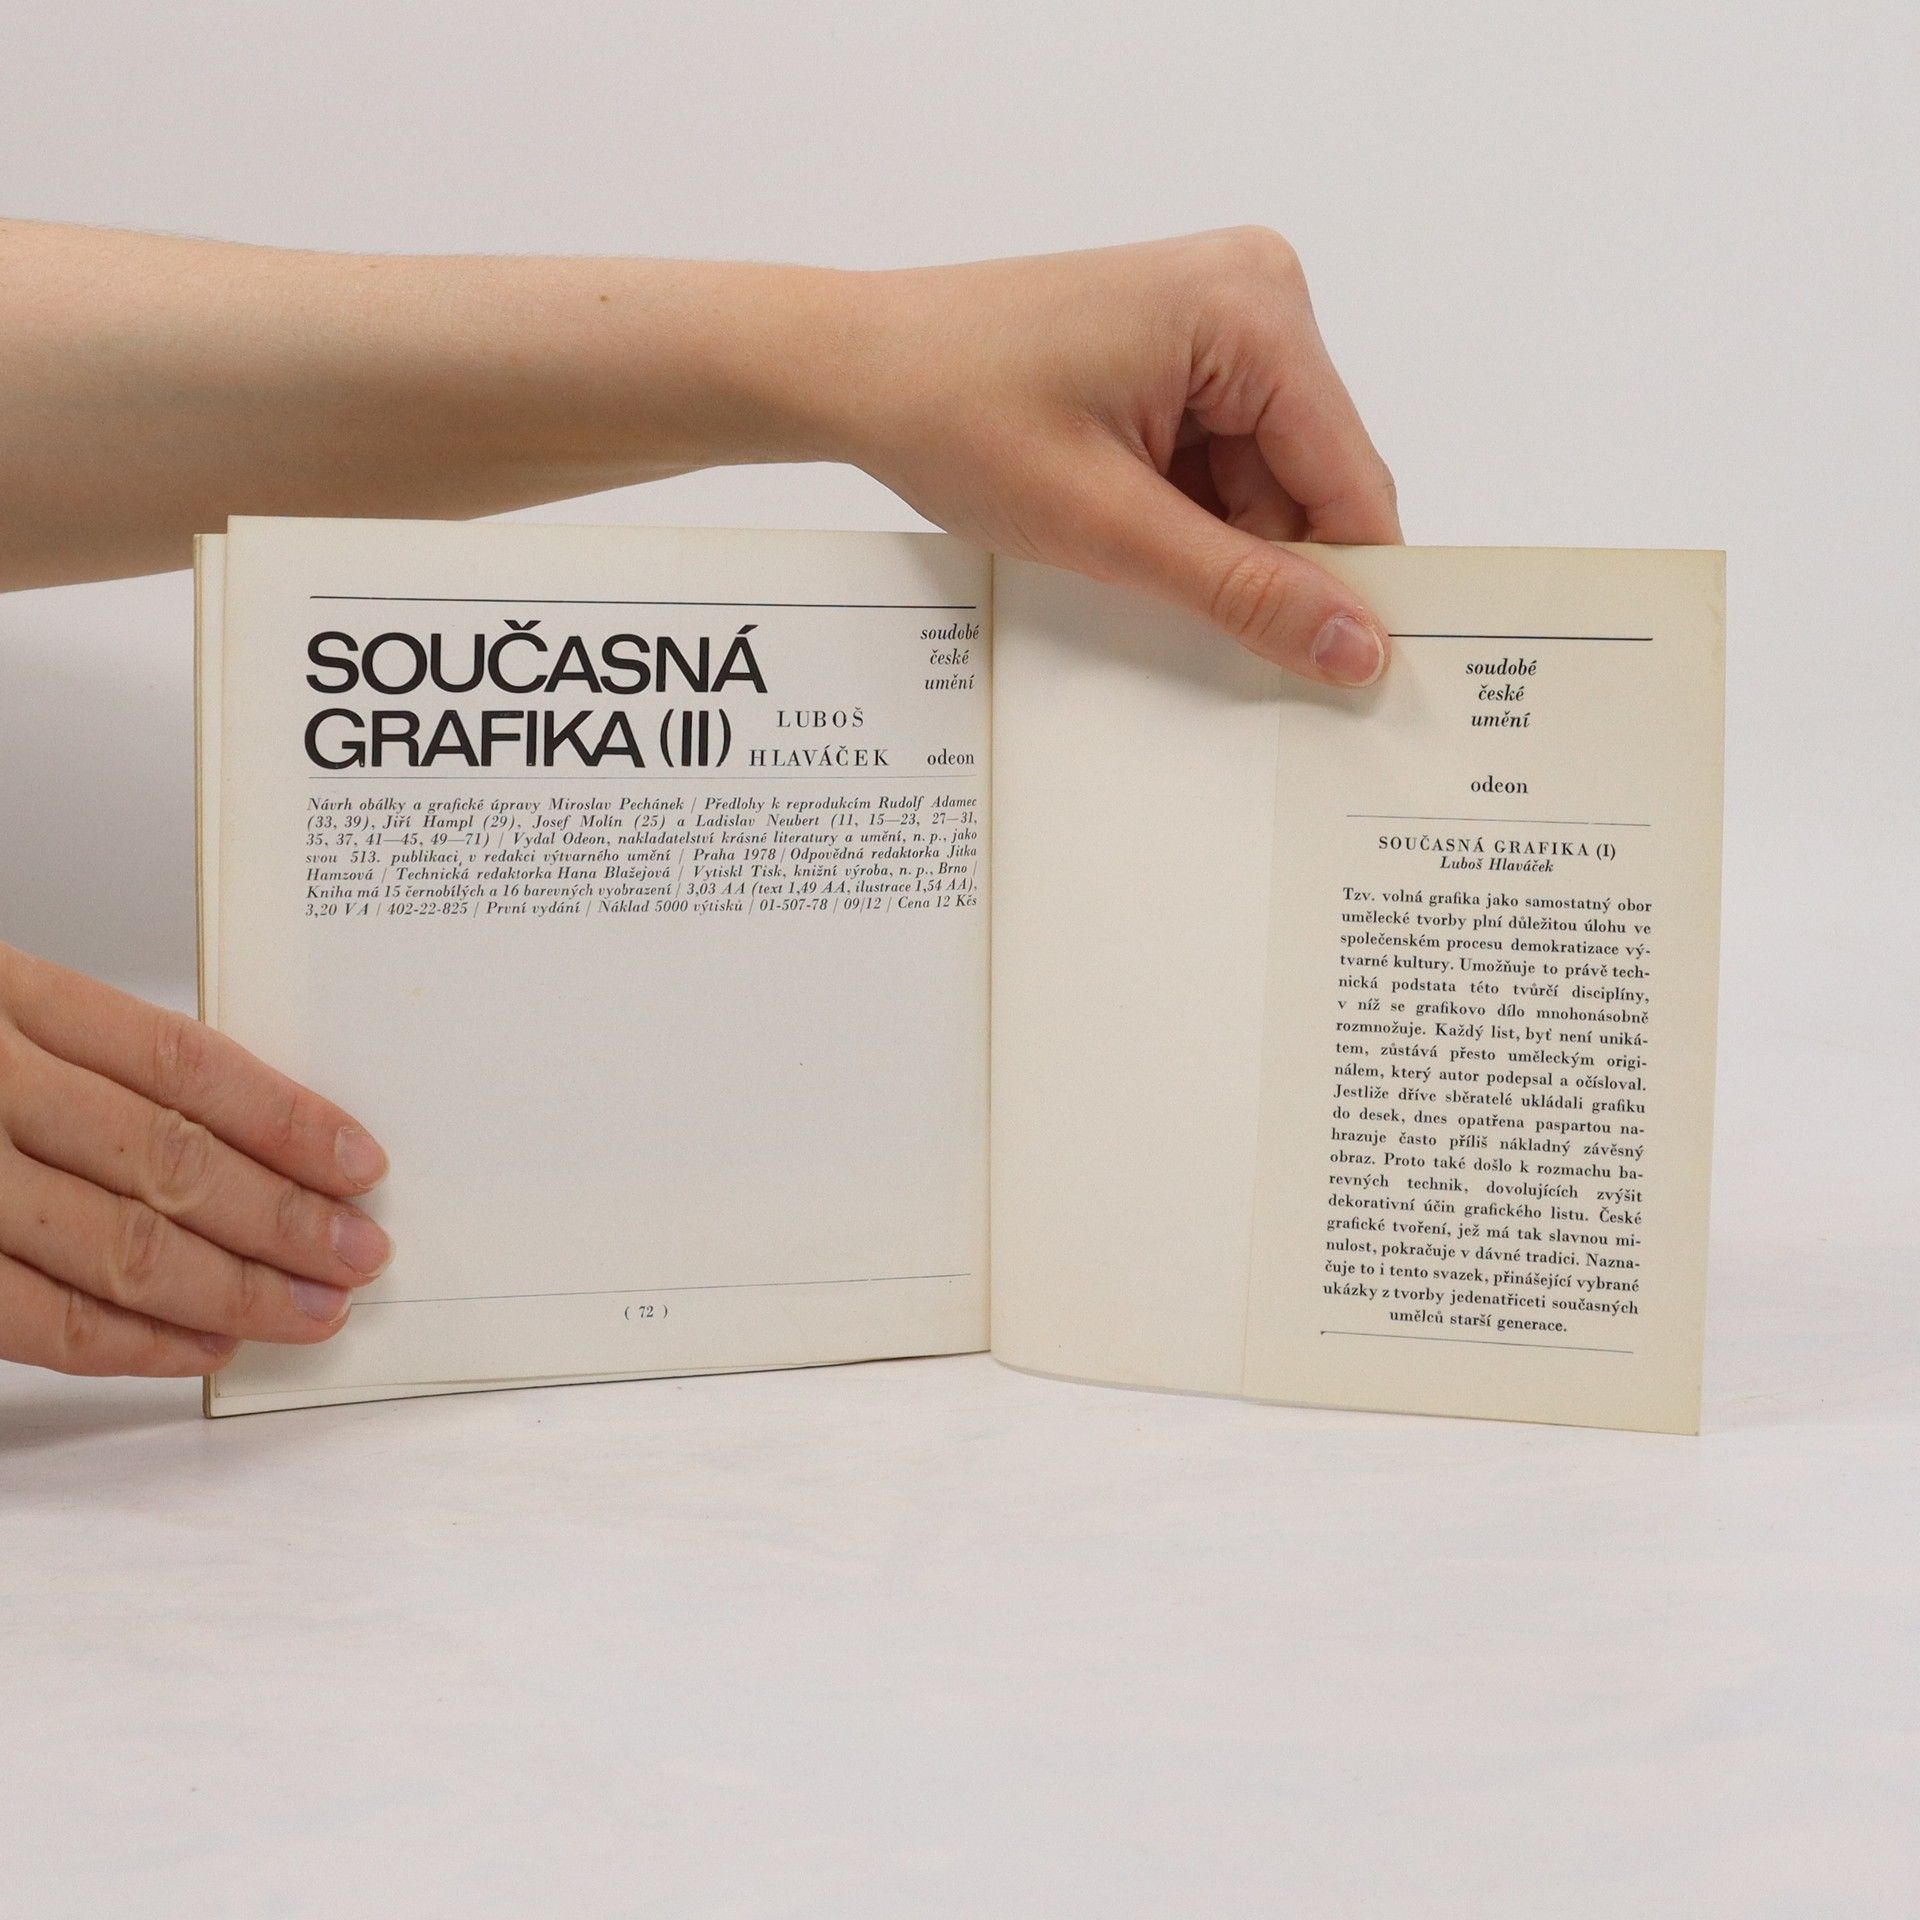 SOUČASNÁ
GRAFIKA (II)
LUBOŠ
HLAVÁČEK
soudobé
české
umění
odeon
Návrh obálky a grafické úpravy Miroslav Pechánek / Předlohy k reprodukcím Rudolf Adamec
(33, 39), Jiří Hampl (29), Josef Molín (25) a Ladislav Neubert (11, 15—23, 27—31,
35, 37, 41—45, 49—71) / Vydal Odeon, nakladatelství krásné literatury a umění, n. p., jako
svou 513. publikaci v redakci výtvarného umění / Praha 1978 / Odpovědná redaktorka Jitka
Hamzová / Technická redaktorka Hana Blažejová / Vytiskl Tisk, knižní výroba, n. p., Brno /
Kniha má 15 černobílých a 16 barevných vyobrazení / 3,03 AA (text 1,49 AA, ilustrace 1,54 AA),
3,20 VA / 402-22-825 / První vydání / Náklad 5000 výtisků / 01-507-78 / 09/12 / Cena 12 Kčs
( 72 )
soudobé
české
umění
odeon
SOUČASNÁ GRAFIKA (I)
Luboš Hlaváček
Tzv. volná grafika jako samostatný obor
umělecké tvorby plní důležitou úlohu ve
společenském procesu demokratizace vý-
tvarné kultury. Umožňuje to právě tech-
nická podstata této tvůrčí disciplíny,
v níž se grafikovo dílo mnohonásobně
rozmnožuje. Každý list, byť není uniká-
tem, zůstává přesto uměleckým origi-
nálem, který autor podepsal a očísloval.
Jestliže dříve sběratelé ukládali grafiku
do desek, dnes opatřena paspartou na-
hrazuje často příliš nákladný závěsný
obraz. Proto také došlo k rozmachu ba-
revných technik, dovolujících zvýšit
dekorativní účin grafického listu. České
grafické tvoření, jež má tak slavnou mi-
nulost, pokračuje v dávné tradici. Nazna-
čuje to i tento svazek, přinášející vybrané
ukázky z tvorby jedenatřiceti současných
umělců starší generace.